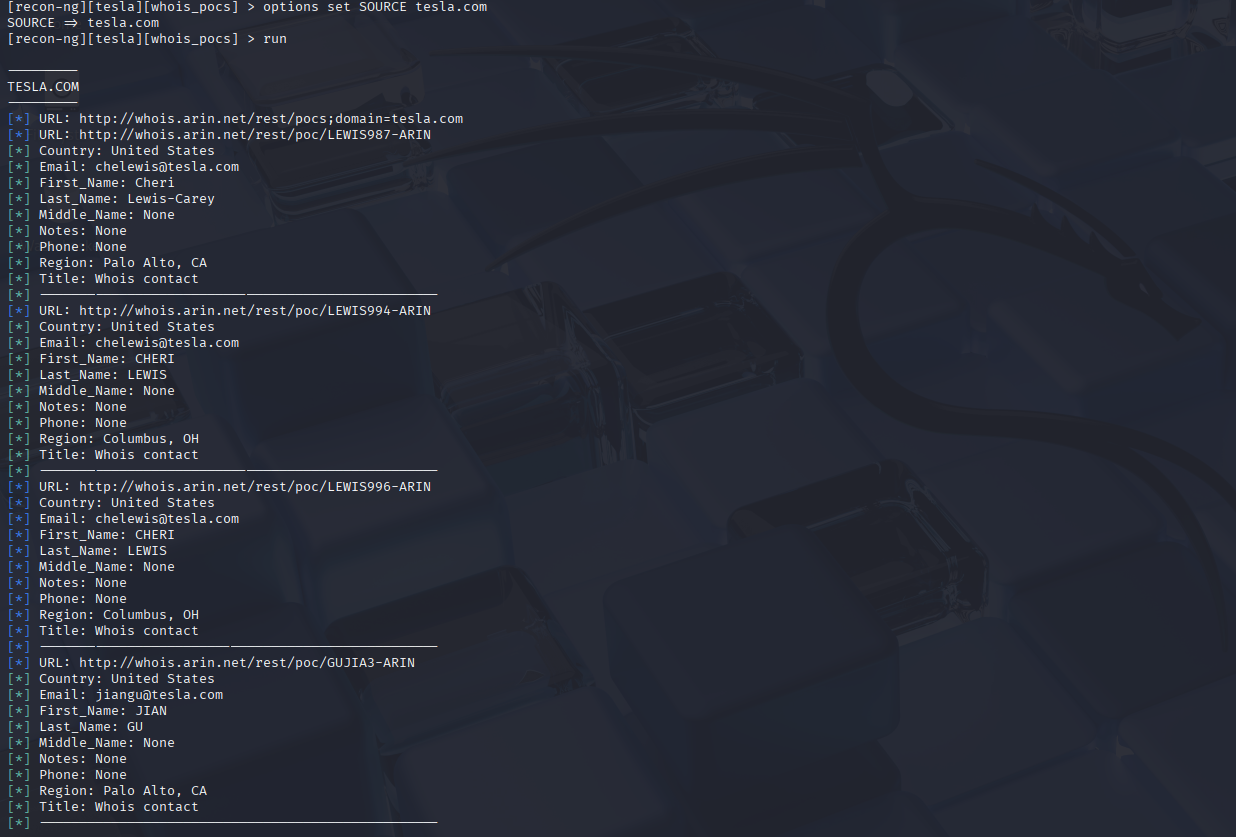 [recon-ng][tesla][whois_pocs] > options set SOURCE tesla.com
SOURCE => tesla.com
[recon-ng][tesla][whois_pocs] > run
---------
TESLA.COM
---------
[*] URL: http://whois.arin.net/rest/pocs;domain=tesla.com
[*] URL: http://whois.arin.net/rest/poc/LEWIS987-ARIN
[*] Country: United States
[*] Email: chelewis@tesla.com
[*] First_Name: Cheri
[*] Last_Name: Lewis-Carey
[*] Middle_Name: None
[*] Notes: None
[*] Phone: None
[*] Region: Palo Alto, CA
[*] Title: Whois contact
[*] --------------------------------------------------
[*] URL: http://whois.arin.net/rest/poc/LEWIS994-ARIN
[*] Country: United States
[*] Email: chelewis@tesla.com
[*] First_Name: CHERI
[*] Last_Name: LEWIS
[*] Middle_Name: None
[*] Notes: None
[*] Phone: None
[*] Region: Columbus, OH
[*] Title: Whois contact
[*] --------------------------------------------------
[*] URL: http://whois.arin.net/rest/poc/LEWIS996-ARIN
[*] Country: United States
[*] Email: chelewis@tesla.com
[*] First_Name: CHERI
[*] Last_Name: LEWIS
[*] Middle_Name: None
[*] Notes: None
[*] Phone: None
[*] Region: Columbus, OH
[*] Title: Whois contact
[*] --------------------------------------------------
[*] URL: http://whois.arin.net/rest/poc/GUJIA3-ARIN
[*] Country: United States
[*] Email: jiangu@tesla.com
[*] First_Name: JIAN
[*] Last_Name: GU
[*] Middle_Name: None
[*] Notes: None
[*] Phone: None
[*] Region: Palo Alto, CA
[*] Title: Whois contact
[*] --------------------------------------------------